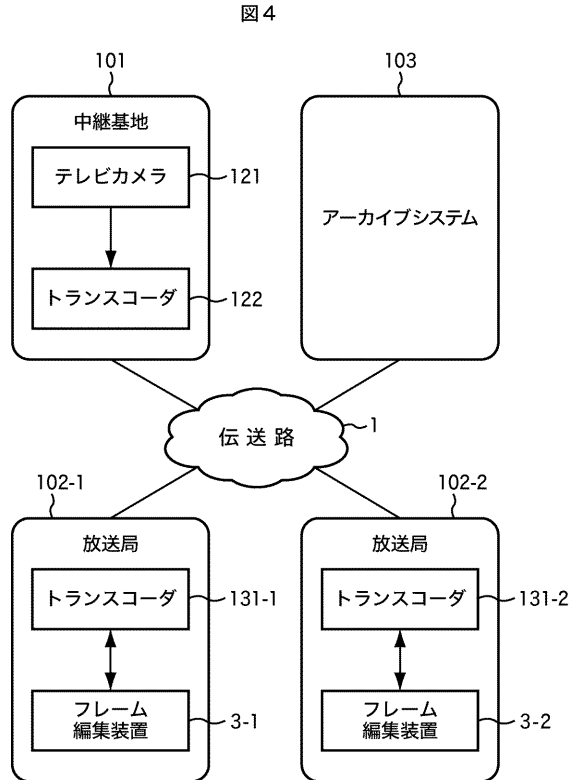 図4
101
103
中継基地
テレビカメラ
121
アーカイブシステム
トランスコーダ
122
伝送路
1
102-1
102-2
放送局
放送局
トランスコーダ
131-1
トランスコーダ
131-2
フレーム
編集装置
3-1
フレーム
編集装置
3-2